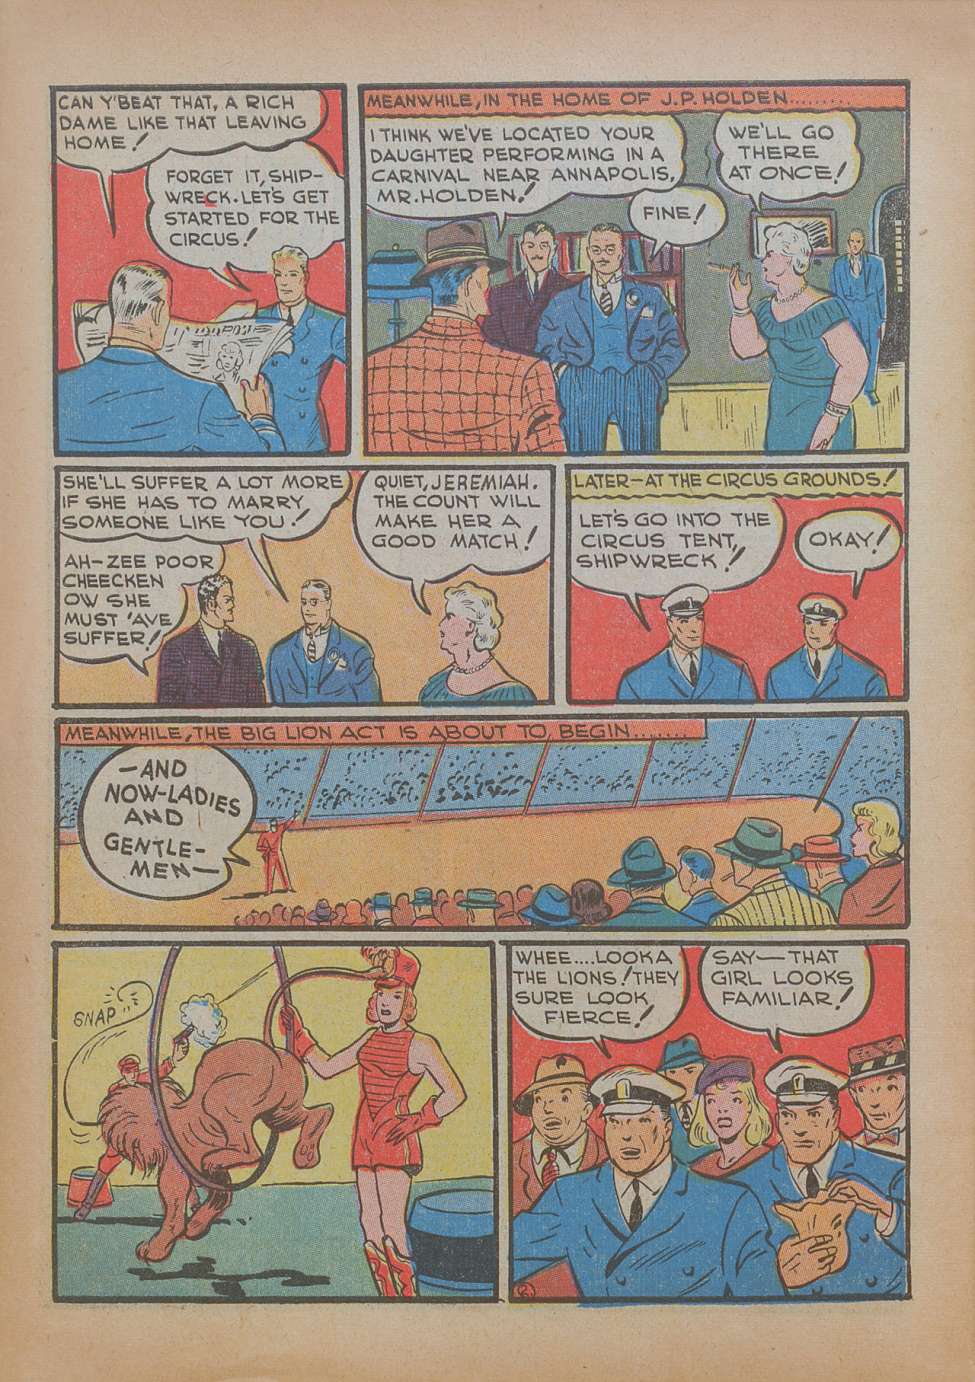 CAN Y'BEAT THAT, A RICH
DAME LIKE THAT LEAVING
HOME!
FORGET IT, SHIP-
WRECK. LET'S GET
STARTED FOR THE
CIRCUS!
MEANWHILE, IN THE HOME OF J.P. HOLDEN.........
I THINK WE'VE LOCATED YOUR
DAUGHTER PERFORMING IN A
CARNIVAL NEAR ANNAPOLIS,
MR. HOLDEN!
FINE!
WE'LL GO
THERE
AT ONCE!
SHE'LL SUFFER A LOT MORE
IF SHE HAS TO MARRY
SOMEONE LIKE YOU!
AH-ZEE POOR
CHEECKEN
OW SHE
MUST 'AVE
SUFFER!
QUIET, JEREMIAH.
THE COUNT WILL
MAKE HER A
GOOD MATCH!
LATER-AT THE CIRCUS GROUNDS!
LET'S GO INTO THE
CIRCUS TENT,
SHIPWRECK!
OKAY!
MEANWHILE, THE BIG LION ACT IS ABOUT TO BEGIN.......
-AND
NOW-LADIES
AND
GENTLE-
MEN-
SNAP
WHEE....LOOKA
THE LIONS! THEY
SURE LOOK
FIERCE!
SAY-THAT
GIRL LOOKS
FAMILIAR!
2